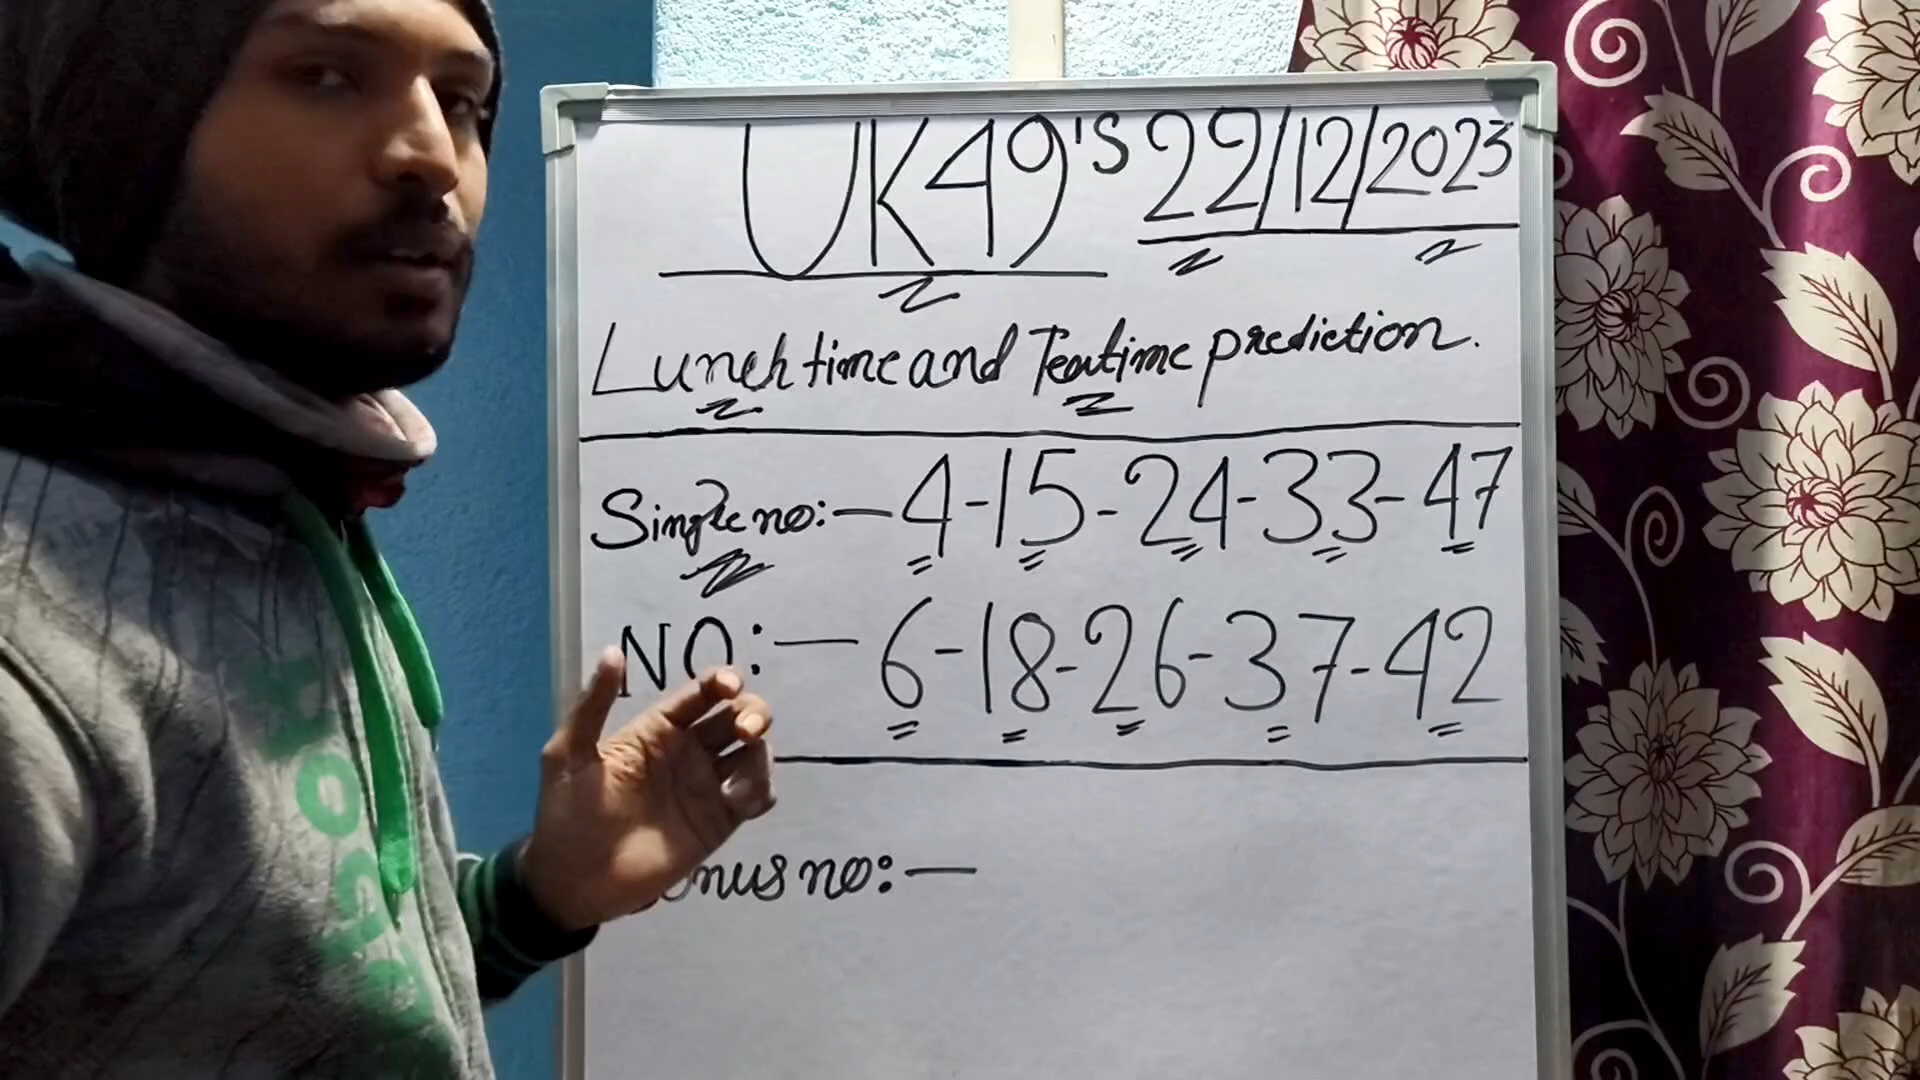 UK49'S 22/12/2023
Lunchtime and Teatime prediction.
Single no:- 4-15-24-33-47
NO:- 6-18-26-37-42
no:-